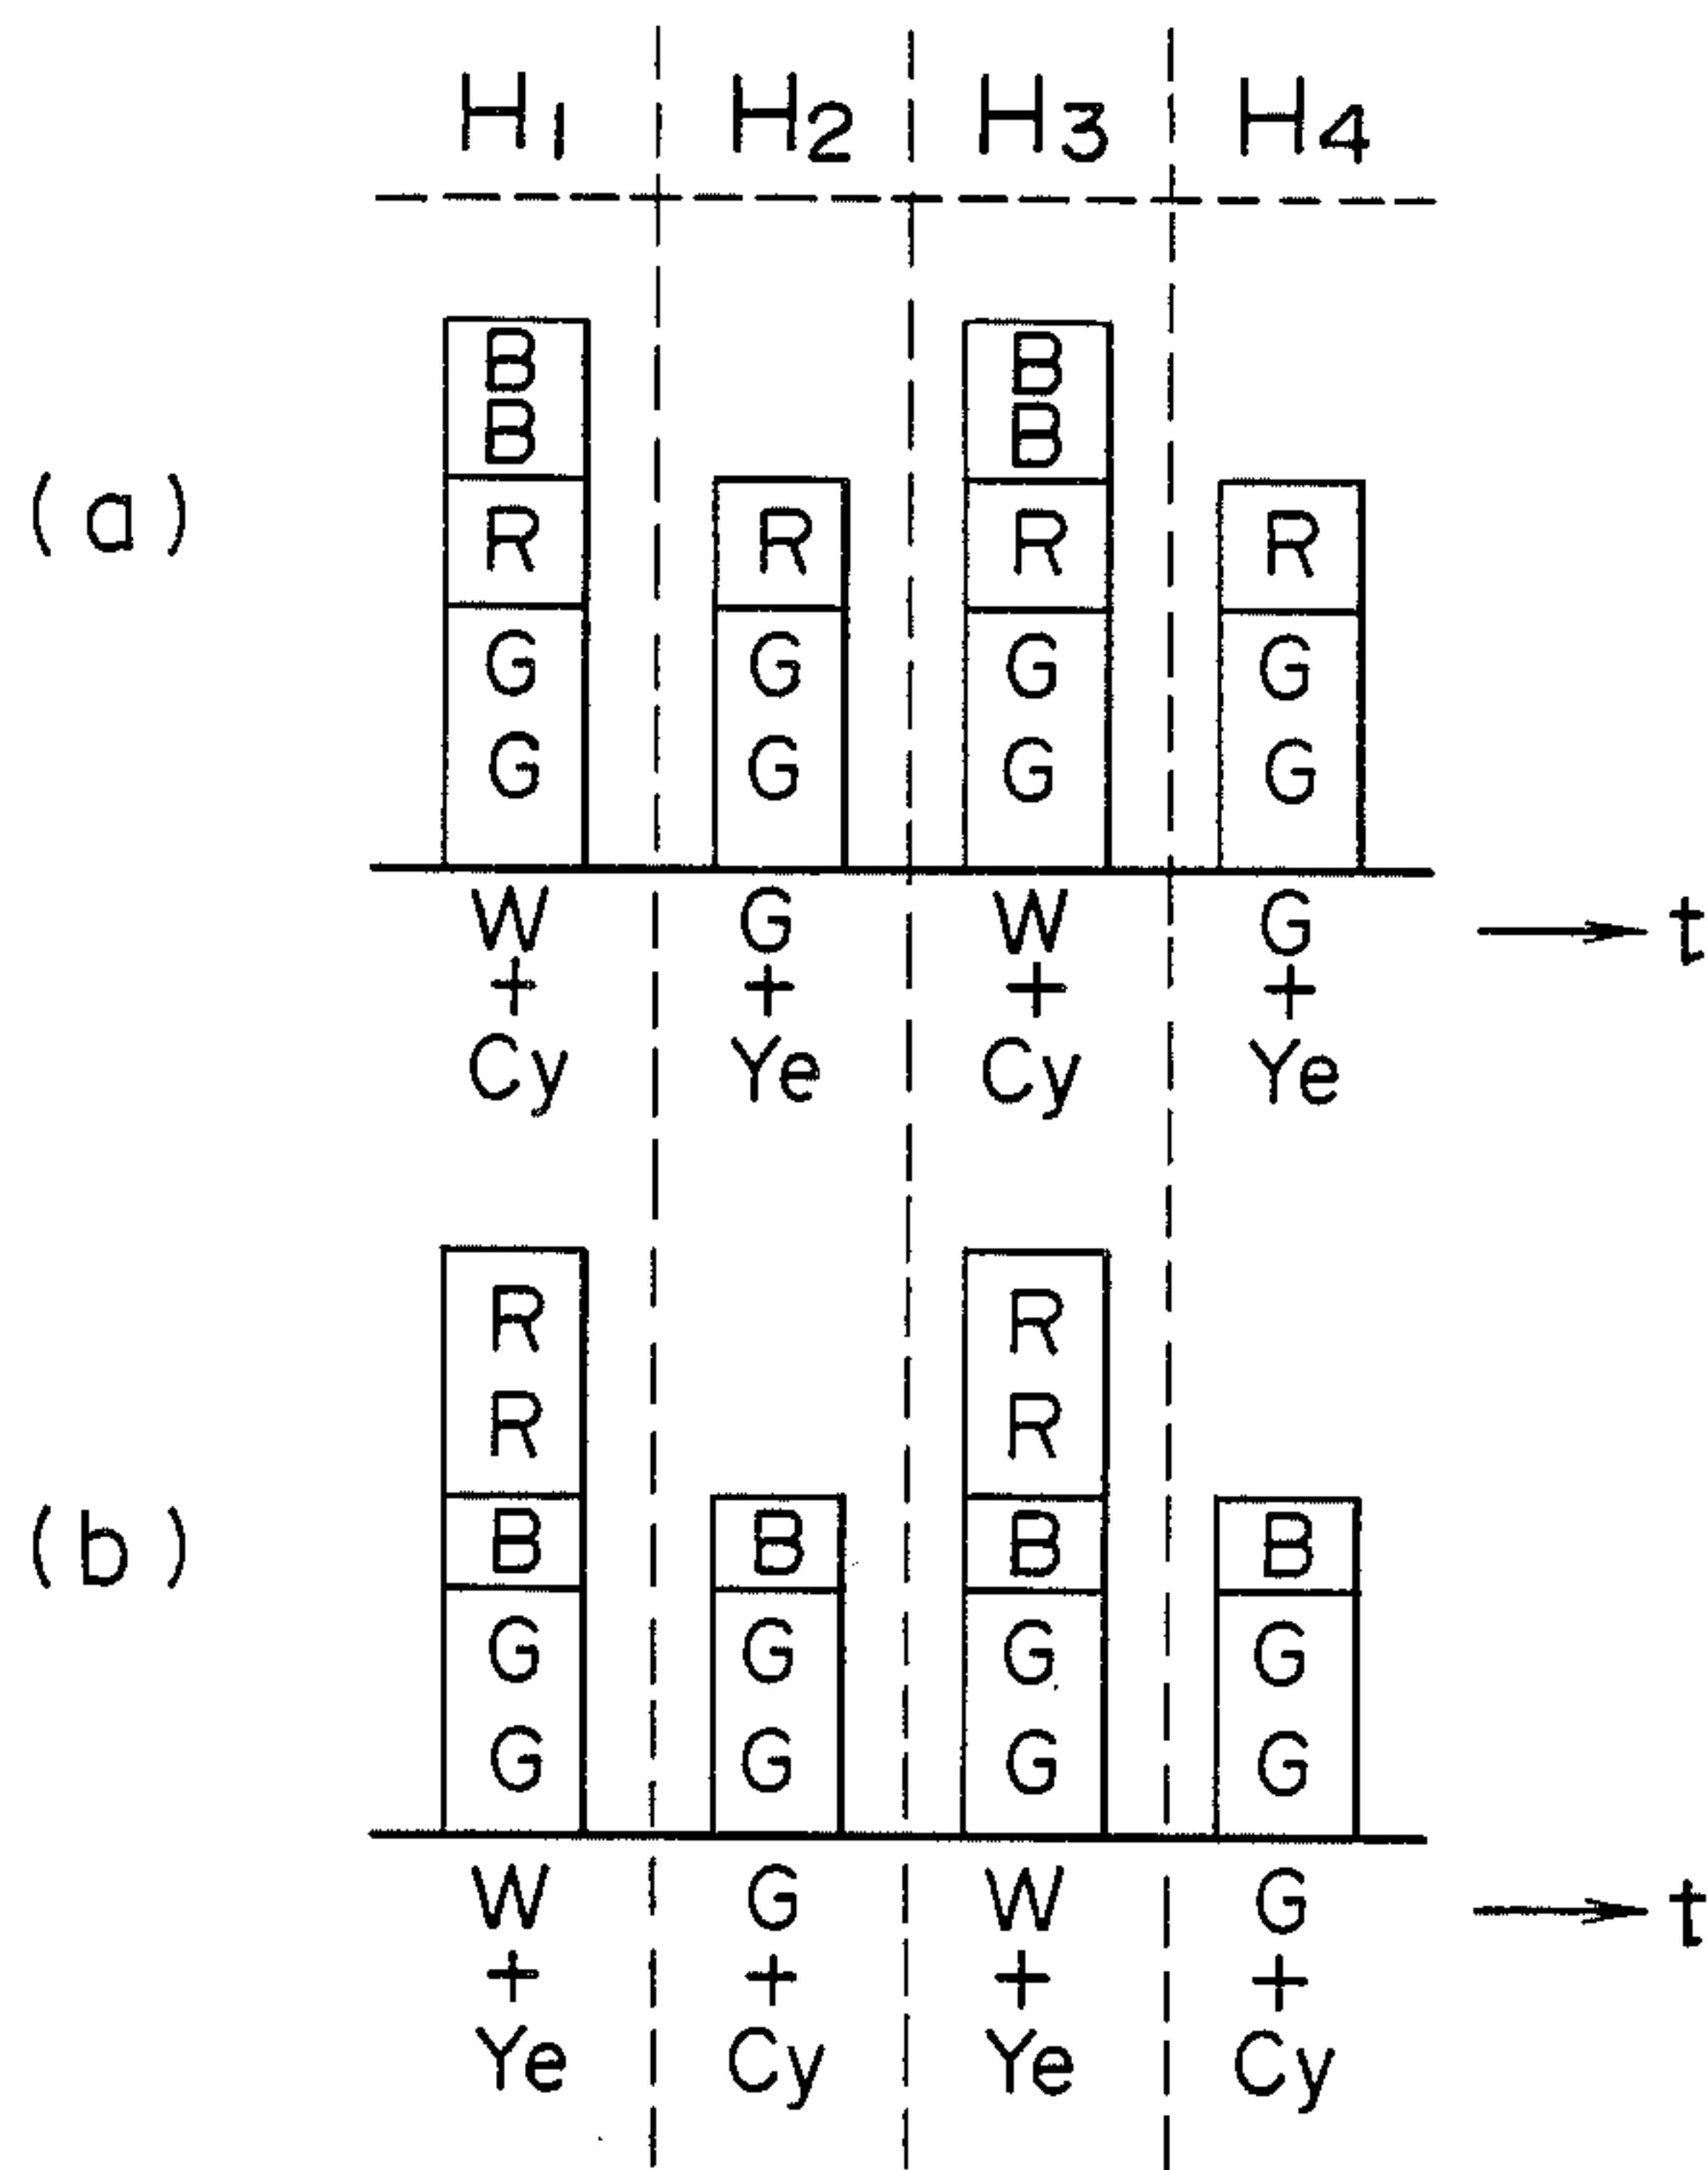 H1 H2 H3 H4
B B
B B
(a) R R R R
G G G G
G G G G
W G W G
+ + + + t
Cy Ye Cy Ye
R R
R R
(b) B B B B
G G G G
G G G G
W G W G
+ + + + t
Ye Cy Ye Cy